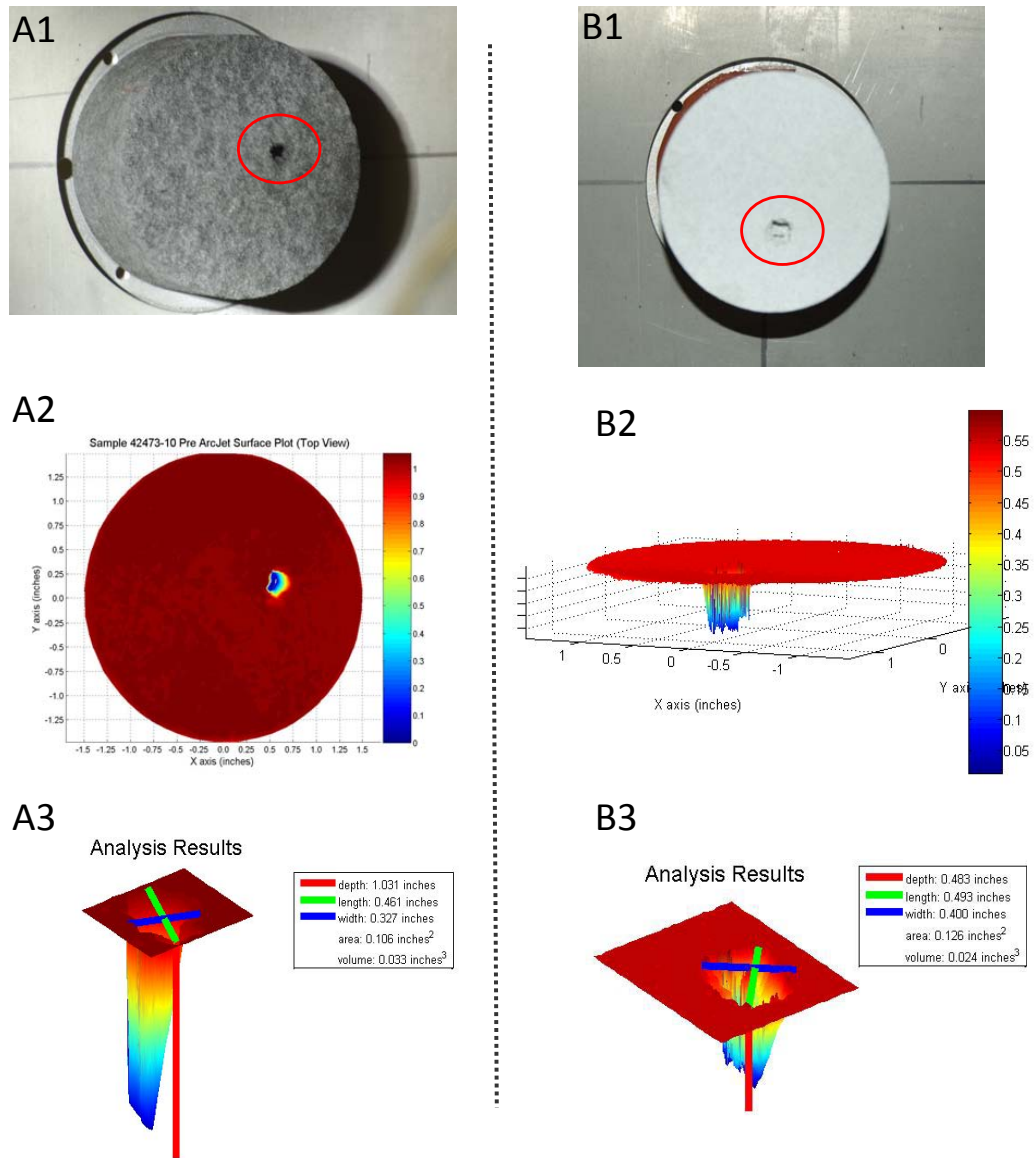 A1
B1
A2
Sample 42473-10 Pre ArcJet Surface Plot (Top View)
1.25
1.0
0.75
0.5
0.25
0.0
-0.25
-0.5
-0.75
-1.0
-1.25
Y axis (inches)
-1.5 -1.25 -1.0 -0.75 -0.5 -0.25 0.0 0.25 0.5 0.75 1.0 1.25 1.5
X axis (inches)
1
0.9
0.8
0.7
0.6
0.5
0.4
0.3
0.2
0.1
0
B2
1 0.5 0 -0.5 -1
X axis (inches)
1 0
Y axi hes)
0.55
0.5
0.45
0.4
0.35
0.3
0.25
0.2
0.15
0.1
0.05
A3
Analysis Results
depth: 1.031 inches
length: 0.461 inches
width: 0.327 inches
area: 0.106 inches²
volume: 0.033 inches³
B3
Analysis Results
depth: 0.483 inches
length: 0.493 inches
width: 0.400 inches
area: 0.126 inches²
volume: 0.024 inches³